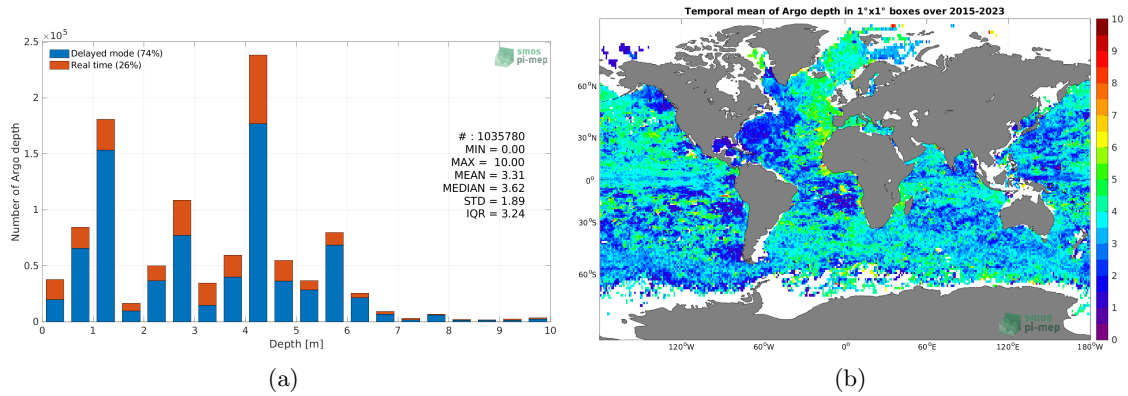 Delayed mode (74%)
Real time (26%)
smos
pi-mep
×10⁵
2.5
2
1.5
1
0.5
0
Number of Argo depth
# : 1035780
MIN = 0.00
MAX = 10.00
MEAN = 3.31
MEDIAN = 3.62
STD = 1.89
IQR = 3.24
0 1 2 3 4 5 6 7 8 9 10
Depth [m]
(a)
Temporal mean of Argo depth in 1°x1° boxes over 2015-2023
60°N
30°N
0°
30°S
60°S
120°W 60°W 0° 60°E 120°E 180°W
smos
pi-mep
10
9
8
7
6
5
4
3
2
1
0
(b)